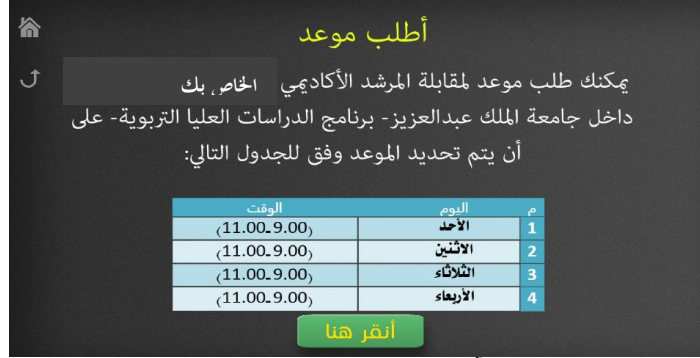 أطلب موعد
يمكنك طلب موعد لمقابلة المرشد الأكاديمي الخاص بك
داخل جامعة الملك عبدالعزيز- برنامج الدراسات العليا التربوية- على
أن يتم تحديد الموعد وفق للجدول التالي:
م اليوم الوقت
1 الأحد (9.00-11.00)
2 الاثنين (9.00-11.00)
3 الثلاثاء (9.00-11.00)
4 الأربعاء (9.00-11.00)
أنقر هنا